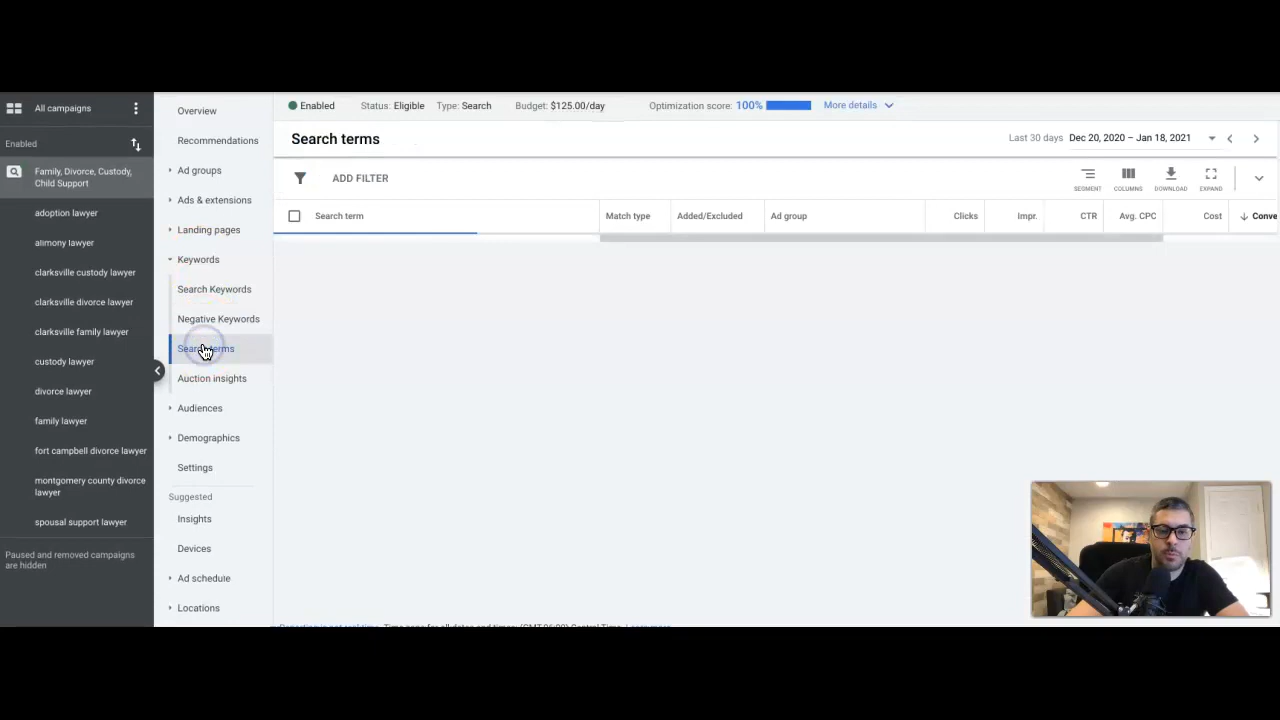 All campaigns
Enabled
Family, Divorce, Custody,
Child Support
adoption lawyer
alimony lawyer
clarksville custody lawyer
clarksville divorce lawyer
clarksville family lawyer
custody lawyer
divorce lawyer
family lawyer
fort campbell divorce lawyer
montgomery county divorce
lawyer
spousal support lawyer
Paused and removed campaigns
are hidden
Overview
Recommendations
Ad groups
Ads & extensions
Landing pages
Keywords
Search Keywords
Negative Keywords
Search terms
Auction insights
Audiences
Demographics
Settings
Suggested
Insights
Devices
Ad schedule
Locations
Enabled Status: Eligible Type: Search Budget: $125.00/day Optimization score: 100% More details
Search terms
Last 30 days Dec 20, 2020 – Jan 18, 2021
ADD FILTER
SEGMENT COLUMNS DOWNLOAD EXPAND
Search term Match type Added/Excluded Ad group Clicks Impr. CTR Avg. CPC Cost Conve